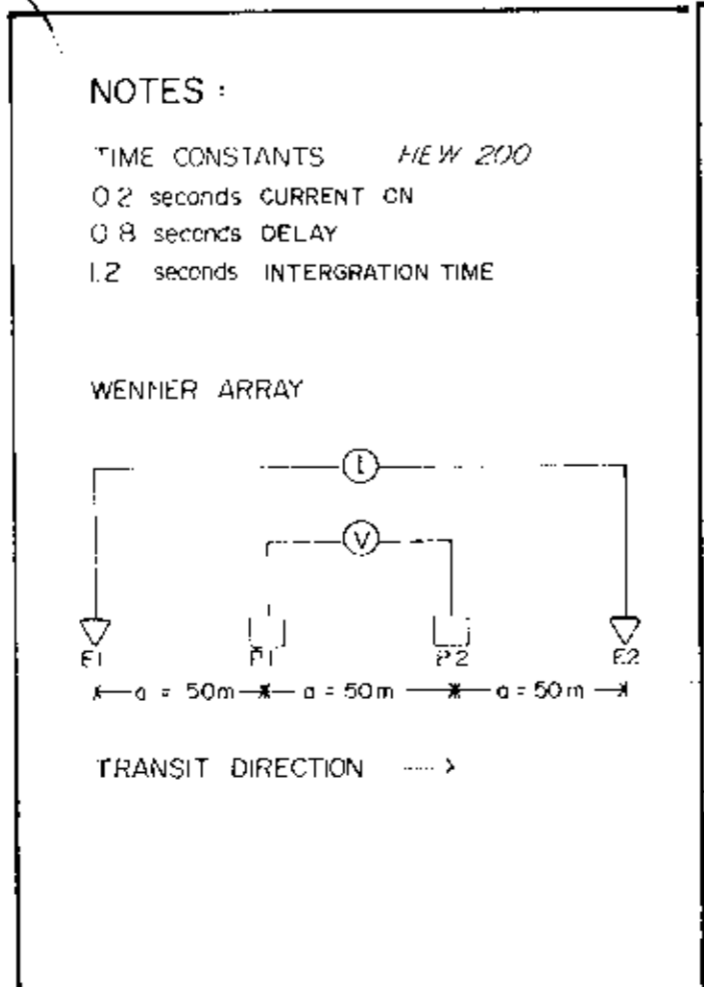 NOTES :
TIME CONSTANTS HEW 200
0.2 seconds CURRENT ON
0.8 seconds DELAY
1.2 seconds INTERGRATION TIME
WENNER ARRAY
I
V
E1 P1 P2 E2
a = 50m a = 50m a = 50m
TRANSIT DIRECTION ---->